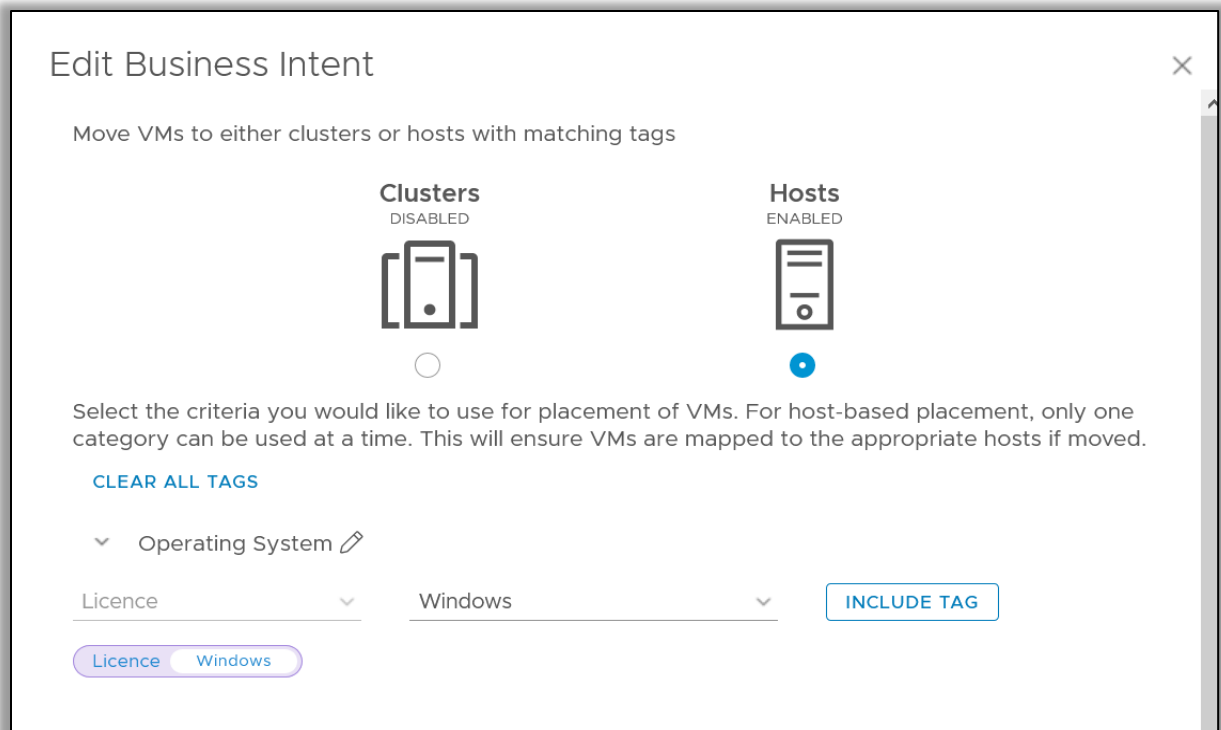 Edit Business Intent
Move VMs to either clusters or hosts with matching tags
Clusters Hosts
DISABLED ENABLED
Select the criteria you would like to use for placement of VMs. For host-based placement, only one
category can be used at a time. This will ensure VMs are mapped to the appropriate hosts if moved.
CLEAR ALL TAGS
Operating System
Licence Windows INCLUDE TAG
Licence Windows